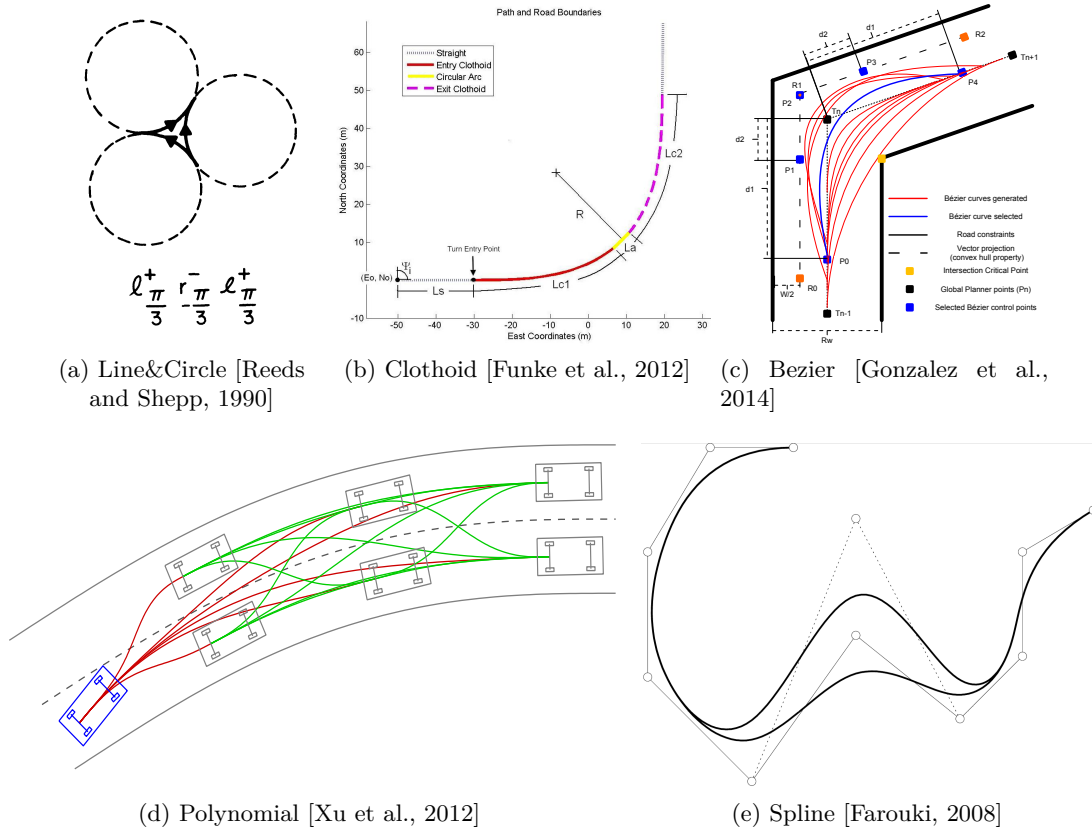 ℓ⁺π/3 r⁻-π/3 ℓ⁺π/3
(a) Line&Circle [Reeds
and Shepp, 1990]
Path and Road Boundaries
Straight
Entry Clothoid
Circular Arc
Exit Clothoid
North Coordinates (m)
60
50
40
30
20
10
0
R
Lc2
La
Lc1
Ls
Turn Entry Point
Ψi
(Eo, No)
-50 -40 -30 -20 -10 0 10 20 30
East Coordinates (m)
(b) Clothoid [Funke et al., 2012]
d1
d2
R2
Tn+1
P3
P4
R1
P2
Tn
d2
P1
d1
P0
R0
W/2
Tn-1
Rw
Bézier curves generated
Bézier curve selected
Road constraints
Vector projection
(convex hull property)
Intersection Critical Point
Global Planner points (Pn)
Selected Bézier control points
(c) Bezier [Gonzalez et al.,
2014]
(d) Polynomial [Xu et al., 2012]
(e) Spline [Farouki, 2008]